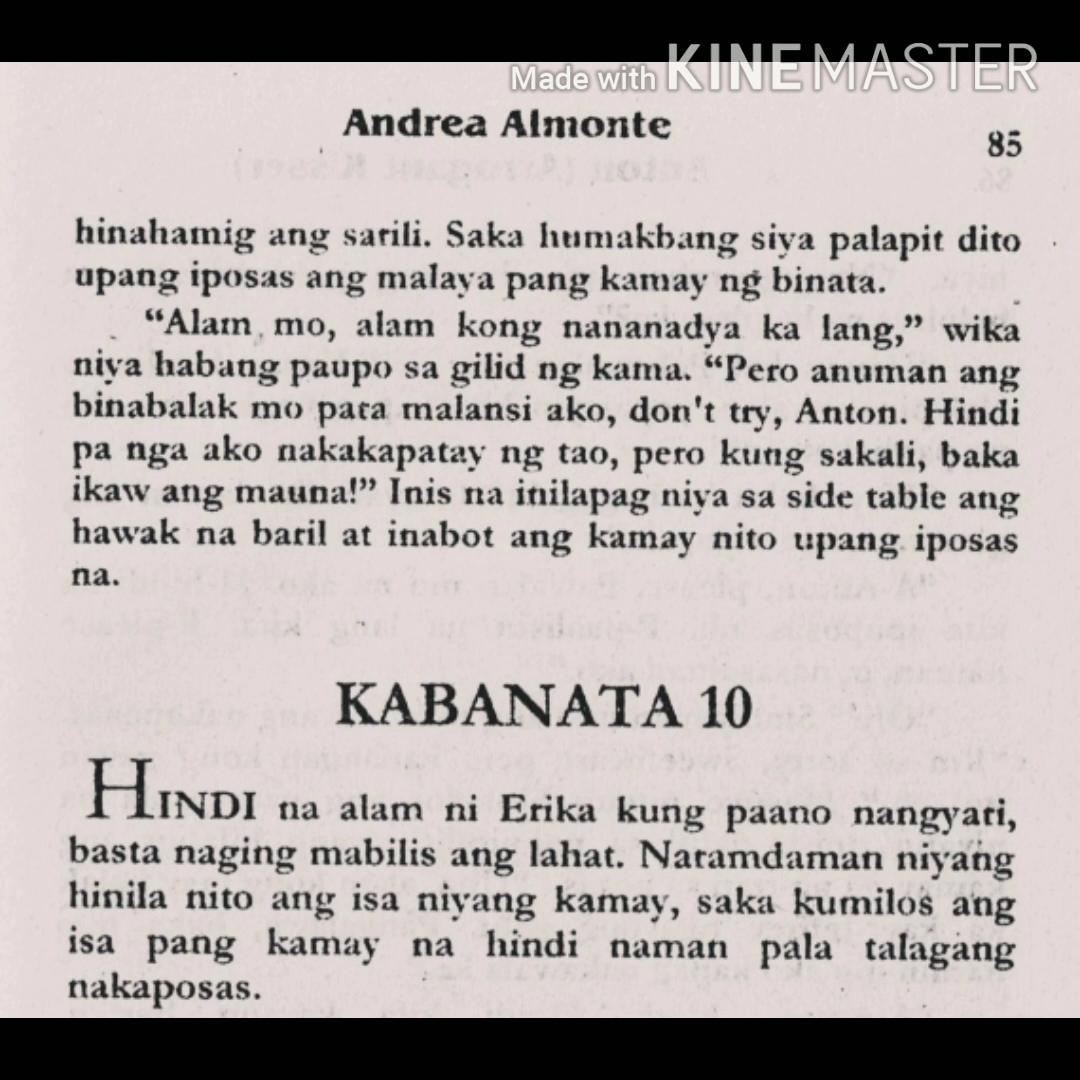 Made with KINEMASTER
Andrea Almonte
85
hinahamig ang sarili. Saka humakbang siya palapit dito
upang iposas ang malaya pang kamay ng binata.
“Alam mo, alam kong nananadya ka lang,” wika
niya habang paupo sa gilid ng kama. “Pero anuman ang
binabalak mo para malansi ako, don't try, Anton. Hindi
pa nga ako nakakapatay ng tao, pero kung sakali, baka
ikaw ang mauna!” Inis na inilapag niya sa side table ang
hawak na baril at inabot ang kamay nito upang iposas
na.
KABANATA 10
HINDI na alam ni Erika kung paano nangyari,
basta naging mabilis ang lahat. Naramdaman niyang
hinila nito ang isa niyang kamay, saka kumilos ang
isa pang kamay na hindi naman pala talagang
nakaposas.